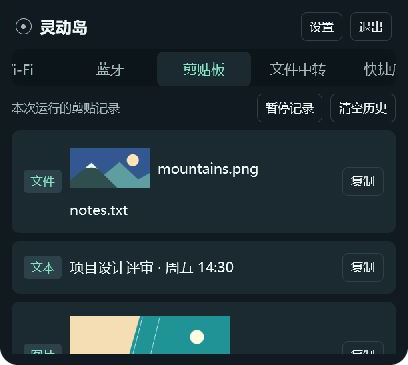 灵动岛
设置
退出
i-Fi
蓝牙
剪贴板
文件中转
快捷
本次运行的剪贴记录
暂停记录
清空历史
文件
mountains.png
复制
notes.txt
文本
项目设计评审 · 周五 14:30
复制
图片
复制